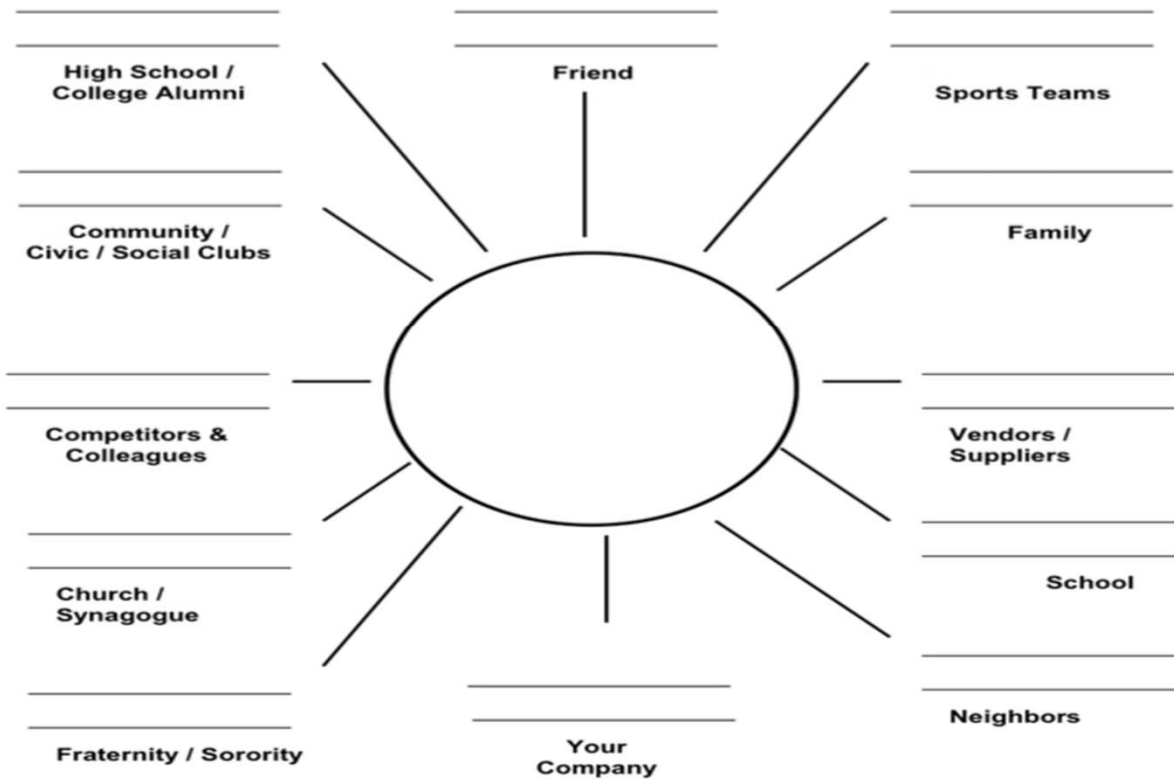 High School /
College Alumni
Friend
Sports Teams
Community /
Civic / Social Clubs
Family
Competitors &
Colleagues
Vendors /
Suppliers
Church /
Synagogue
School
Fraternity / Sorority
Your
Company
Neighbors